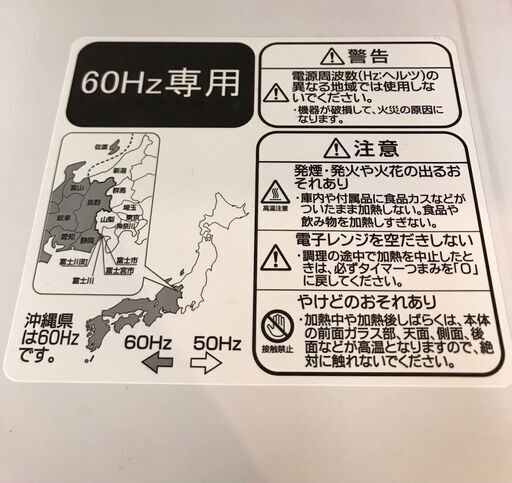 60Hz専用
佐渡
新潟
富山
群馬
長野
埼玉
岐阜
山梨
東京
神奈川
愛知
静岡
富士川町
富士市
富士宮市
富士川
沖縄県
は60Hz
です。
60Hz
50Hz
警告
電源周波数(Hz:ヘルツ)の
異なる地域では使用しな
いでください。
・機器が破損して、火災の原因に
なります。
注意
発煙・発火や火花の出るお
それあり
高温注意
・庫内や付属品に食品カスなどが
ついたまま加熱しない。食品や
飲み物を加熱しすぎない。
電子レンジを空だきしない
・調理の途中で加熱を中止したと
きは、必ずタイマーつまみを「0」
に戻してください。
やけどのおそれあり
接触禁止
・加熱中や加熱後しばらくは、本体
の前面ガラス部、天面、側面、後
面などが高温となりますので、絶
対に触れないでください。